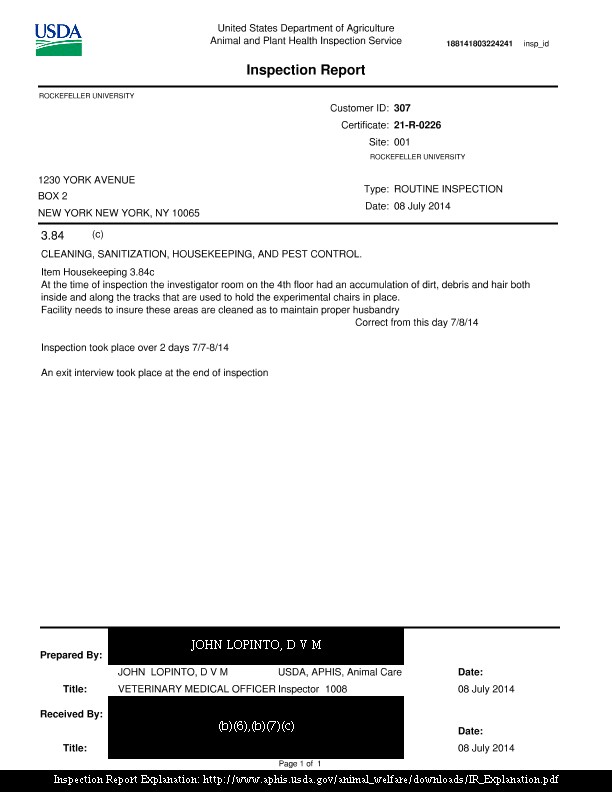 USDA
United States Department of Agriculture
Animal and Plant Health Inspection Service
188141803224241 insp_id
Inspection Report
ROCKEFELLER UNIVERSITY
Customer ID: 307
Certificate: 21-R-0226
Site: 001
ROCKEFELLER UNIVERSITY
1230 YORK AVENUE
BOX 2
NEW YORK NEW YORK, NY 10065
Type: ROUTINE INSPECTION
Date: 08 July 2014
3.84 (c)
CLEANING, SANITIZATION, HOUSEKEEPING, AND PEST CONTROL.
Item Housekeeping 3.84c
At the time of inspection the investigator room on the 4th floor had an accumulation of dirt, debris and hair both
inside and along the tracks that are used to hold the experimental chairs in place.
Facility needs to insure these areas are cleaned as to maintain proper husbandry
Correct from this day 7/8/14
Inspection took place over 2 days 7/7-8/14
An exit interview took place at the end of inspection
JOHN LOPINTO, D V M
Prepared By:
JOHN LOPINTO, D V M USDA, APHIS, Animal Care Date:
Title: VETERINARY MEDICAL OFFICER Inspector 1008 08 July 2014
Received By:
(b)(6),(b)(7)(c)
Date:
Title: 08 July 2014
Page 1 of 1
Inspection Report Explanation: http://www.aphis.usda.gov/animal_welfare/downloads/IR_Explanation.pdf